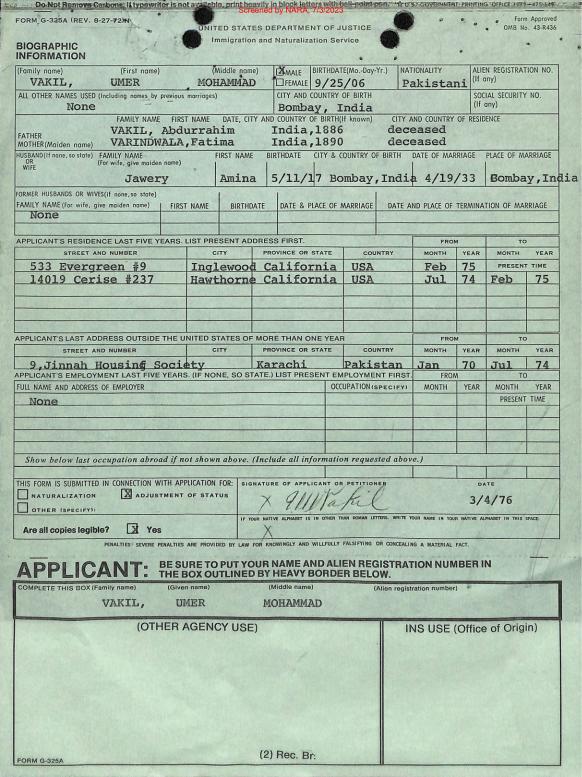 Do Not Remove Carbons. If typewriter is not available, print heavily in block letters with ball-point pen.
Screened by NARA, 7/3/2023
FORM G-325A (REV. 8-27-72)N
UNITED STATES DEPARTMENT OF JUSTICE
Form Approved
OMB No. 43-R436
Immigration and Naturalization Service
BIOGRAPHIC
INFORMATION
(Family name) (First name) (Middle name) X MALE BIRTHDATE(Mo.-Day-Yr.) NATIONALITY ALIEN REGISTRATION NO.
(If any)
VAKIL, UMER MOHAMMAD FEMALE 9/25/06 Pakistani
ALL OTHER NAMES USED (Including names by previous marriages) CITY AND COUNTRY OF BIRTH SOCIAL SECURITY NO.
(If any)
None Bombay, India
FAMILY NAME FIRST NAME DATE, CITY AND COUNTRY OF BIRTH(If known) CITY AND COUNTRY OF RESIDENCE
FATHER VAKIL, Abdurrahim India,1886 deceased
MOTHER(Maiden name) VARINDWALA,Fatima India,1890 deceased
HUSBAND(If none, so state) OR WIFE FAMILY NAME (For wife, give maiden name) FIRST NAME BIRTHDATE CITY & COUNTRY OF BIRTH DATE OF MARRIAGE PLACE OF MARRIAGE
Jawery Amina 5/11/17 Bombay,India 4/19/33 Bombay,India
FORMER HUSBANDS OR WIVES(if none,so state)
FAMILY NAME (For wife, give maiden name) FIRST NAME BIRTHDATE DATE & PLACE OF MARRIAGE DATE AND PLACE OF TERMINATION OF MARRIAGE
None
APPLICANT'S RESIDENCE LAST FIVE YEARS. LIST PRESENT ADDRESS FIRST. FROM TO
STREET AND NUMBER CITY PROVINCE OR STATE COUNTRY MONTH YEAR MONTH YEAR
533 Evergreen #9 Inglewood California USA Feb 75 PRESENT TIME
14019 Cerise #237 Hawthorne California USA Jul 74 Feb 75
APPLICANT'S LAST ADDRESS OUTSIDE THE UNITED STATES OF MORE THAN ONE YEAR FROM TO
STREET AND NUMBER CITY PROVINCE OR STATE COUNTRY MONTH YEAR MONTH YEAR
9,Jinnah Housing Society Karachi Pakistan Jan 70 Jul 74
APPLICANT'S EMPLOYMENT LAST FIVE YEARS. (IF NONE, SO STATE.) LIST PRESENT EMPLOYMENT FIRST. FROM TO
FULL NAME AND ADDRESS OF EMPLOYER OCCUPATION(SPECIFY) MONTH YEAR MONTH YEAR
None PRESENT TIME
Show below last occupation abroad if not shown above. (Include all information requested above.)
THIS FORM IS SUBMITTED IN CONNECTION WITH APPLICATION FOR: SIGNATURE OF APPLICANT OR PETITIONER DATE
NATURALIZATION X ADJUSTMENT OF STATUS
OTHER (SPECIFY): X UMVakil 3/4/76
IF YOUR NATIVE ALPHABET IS IN OTHER THAN ROMAN LETTERS, WRITE YOUR NAME IN YOUR NATIVE ALPHABET IN THIS SPACE
Are all copies legible? X Yes X
PENALTIES: SEVERE PENALTIES ARE PROVIDED BY LAW FOR KNOWINGLY AND WILLFULLY FALSIFYING OR CONCEALING A MATERIAL FACT.
APPLICANT: BE SURE TO PUT YOUR NAME AND ALIEN REGISTRATION NUMBER IN
THE BOX OUTLINED BY HEAVY BORDER BELOW.
COMPLETE THIS BOX (Family name) (Given name) (Middle name) (Alien registration number)
VAKIL, UMER MOHAMMAD
(OTHER AGENCY USE) INS USE (Office of Origin)
(2) Rec. Br:
FORM G-325A